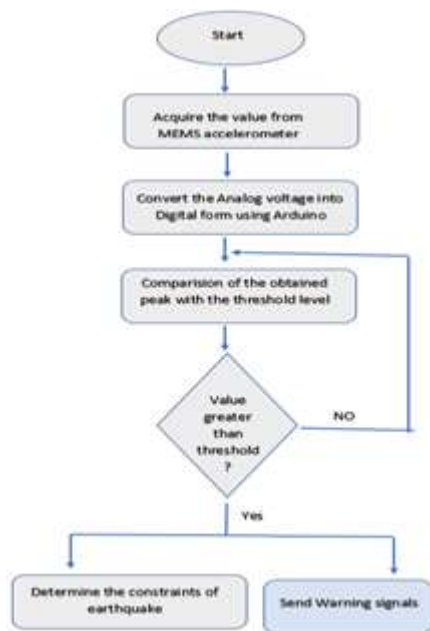 Start
Acquire the value from
MEMS accelerometer
Convert the Analog voltage into
Digital form using Arduino
Comparision of the obtained
peak with the threshold level
Value
greater
than
threshold
?
NO
Yes
Determine the constraints of
earthquake
Send Warning signals